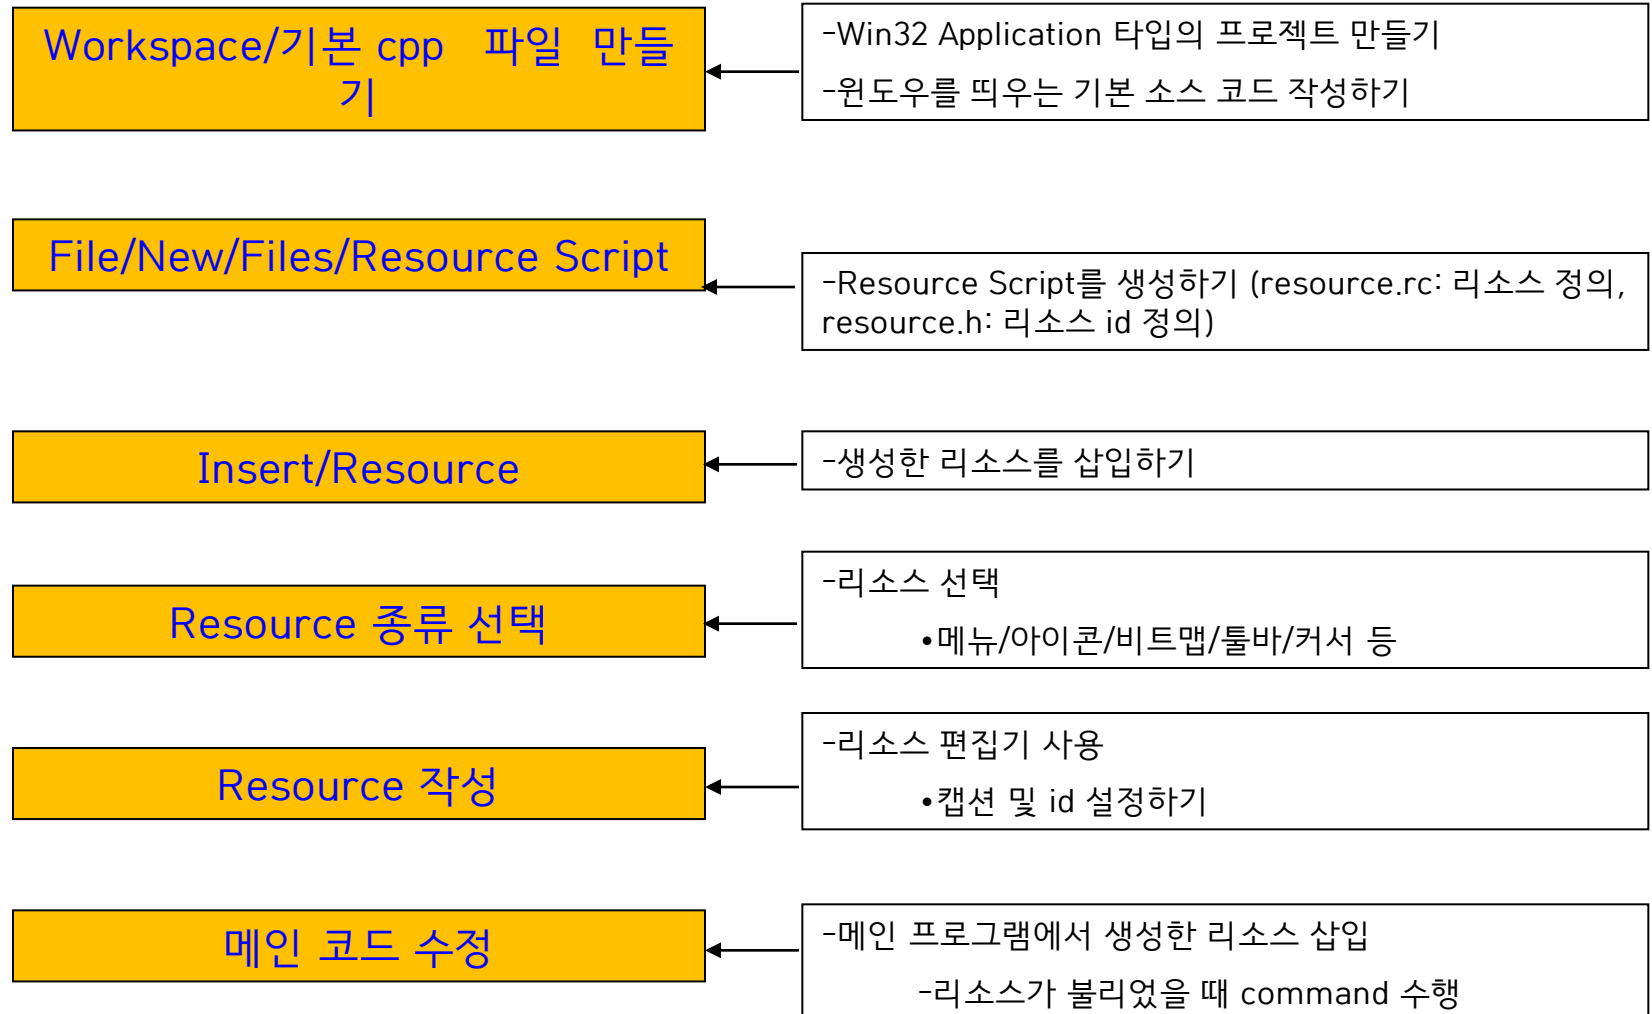 Workspace/기본 cpp 파일 만들
기
-Win32 Application 타입의 프로젝트 만들기
-윈도우를 띄우는 기본 소스 코드 작성하기
File/New/Files/Resource Script
-Resource Script를 생성하기 (resource.rc: 리소스 정의,
resource.h: 리소스 id 정의)
Insert/Resource
-생성한 리소스를 삽입하기
Resource 종류 선택
-리소스 선택
•메뉴/아이콘/비트맵/툴바/커서 등
Resource 작성
-리소스 편집기 사용
•캡션 및 id 설정하기
메인 코드 수정
-메인 프로그램에서 생성한 리소스 삽입
-리소스가 불리었을 때 command 수행